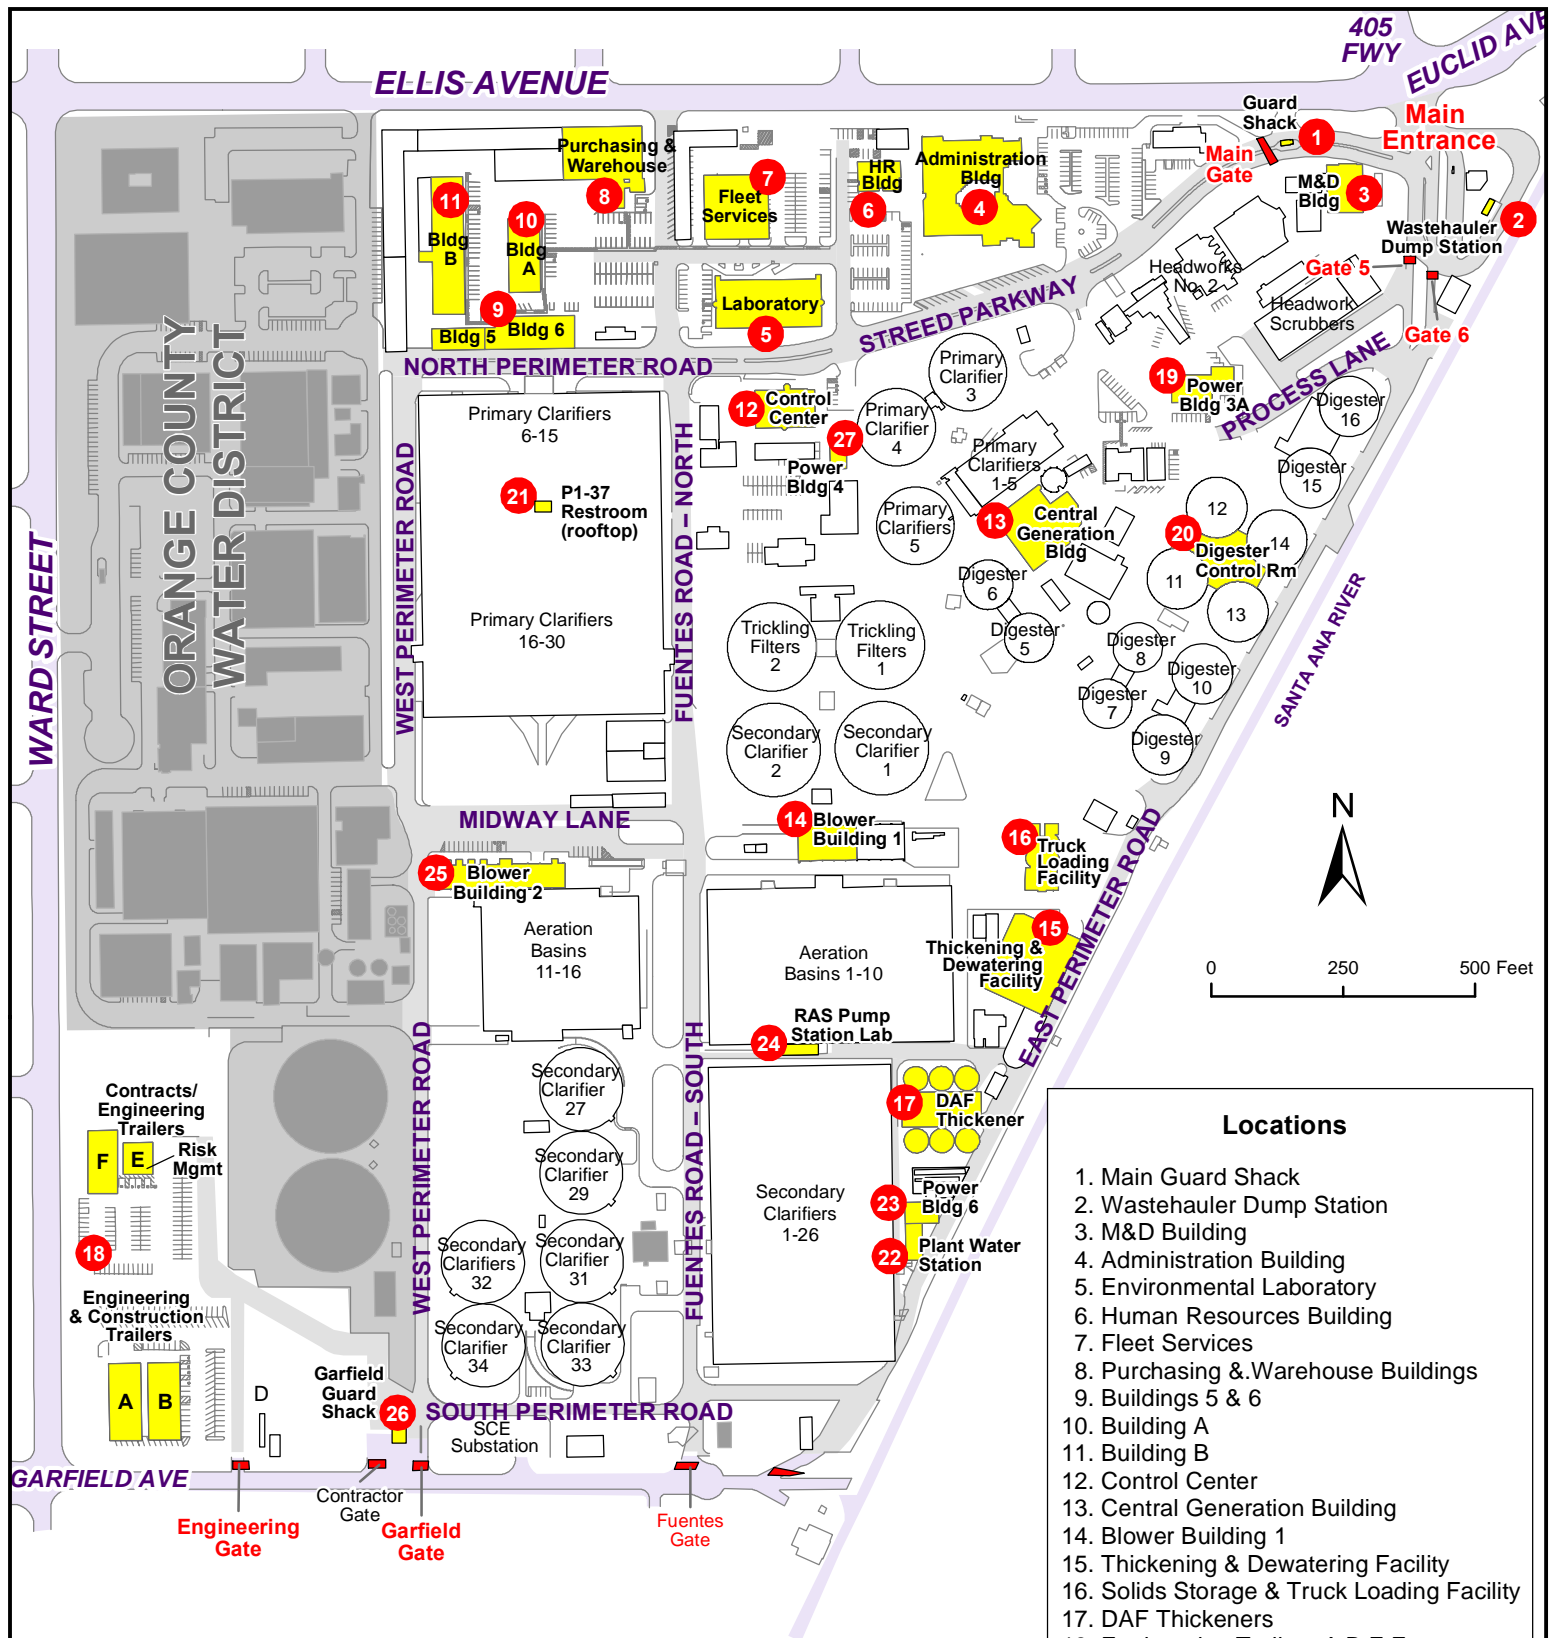 405
FWY
EUCLID AVE
ELLIS AVENUE
Guard
Shack
1
Main
Entrance
Main
Gate
Purchasing &
Warehouse
8
7
Fleet
Services
HR
Bldg
6
Administration
Bldg
4
M&D
Bldg
3
2
Wastehauler
Dump Station
11
Bldg
B
10
Bldg
A
9
Bldg 5
Bldg 6
Laboratory
5
Headworks
No. 2
Headwork
Scrubbers
Gate 5
Gate 6
STREED PARKWAY
NORTH PERIMETER ROAD
PROCESS LANE
ORANGE COUNTY
WATER DISTRICT
WARD STREET
WEST PERIMETER ROAD
FUENTES ROAD – NORTH
Primary Clarifiers
6-15
21
P1-37
Restroom
(rooftop)
Primary Clarifiers
16-30
12
Control
Center
27
Power
Bldg 4
Primary
Clarifier
3
Primary
Clarifier
4
Primary
Clarifiers
1-5
Primary
Clarifiers
5
13
Central
Generation
Bldg
19
Power
Bldg 3A
Digester
16
Digester
15
12
14
20
Digester
Control Rm
11
13
Digester
6
Digester
5
Digester
8
Digester
7
Digester
10
Digester
9
SANTA ANA RIVER
Trickling
Filters
2
Trickling
Filters
1
Secondary
Clarifier
2
Secondary
Clarifier
1
MIDWAY LANE
14
Blower
Building 1
16
Truck
Loading
Facility
N
25
Blower
Building 2
Aeration
Basins
11-16
Aeration
Basins 1-10
15
Thickening &
Dewatering
Facility
EAST PERIMETER ROAD
0 250 500 Feet
RAS Pump
Station Lab
24
WEST PERIMETER ROAD
FUENTES ROAD – SOUTH
Secondary
Clarifier
27
Secondary
Clarifier
29
Secondary
Clarifiers
32
Secondary
Clarifier
31
Secondary
Clarifier
34
Secondary
Clarifier
33
Secondary
Clarifiers
1-26
17
DAF
Thickener
23
Power
Bldg 6
22
Plant Water
Station
Contracts/
Engineering
Trailers
F
E
Risk
Mgmt
18
Engineering
& Construction
Trailers
A
B
D
Garfield
Guard
Shack
26
SOUTH PERIMETER ROAD
SCE
Substation
GARFIELD AVE
Engineering
Gate
Contractor
Gate
Garfield
Gate
Fuentes
Gate
Locations
1. Main Guard Shack
2. Wastehauler Dump Station
3. M&D Building
4. Administration Building
5. Environmental Laboratory
6. Human Resources Building
7. Fleet Services
8. Purchasing &.Warehouse Buildings
9. Buildings 5 & 6
10. Building A
11. Building B
12. Control Center
13. Central Generation Building
14. Blower Building 1
15. Thickening & Dewatering Facility
16. Solids Storage & Truck Loading Facility
17. DAF Thickeners